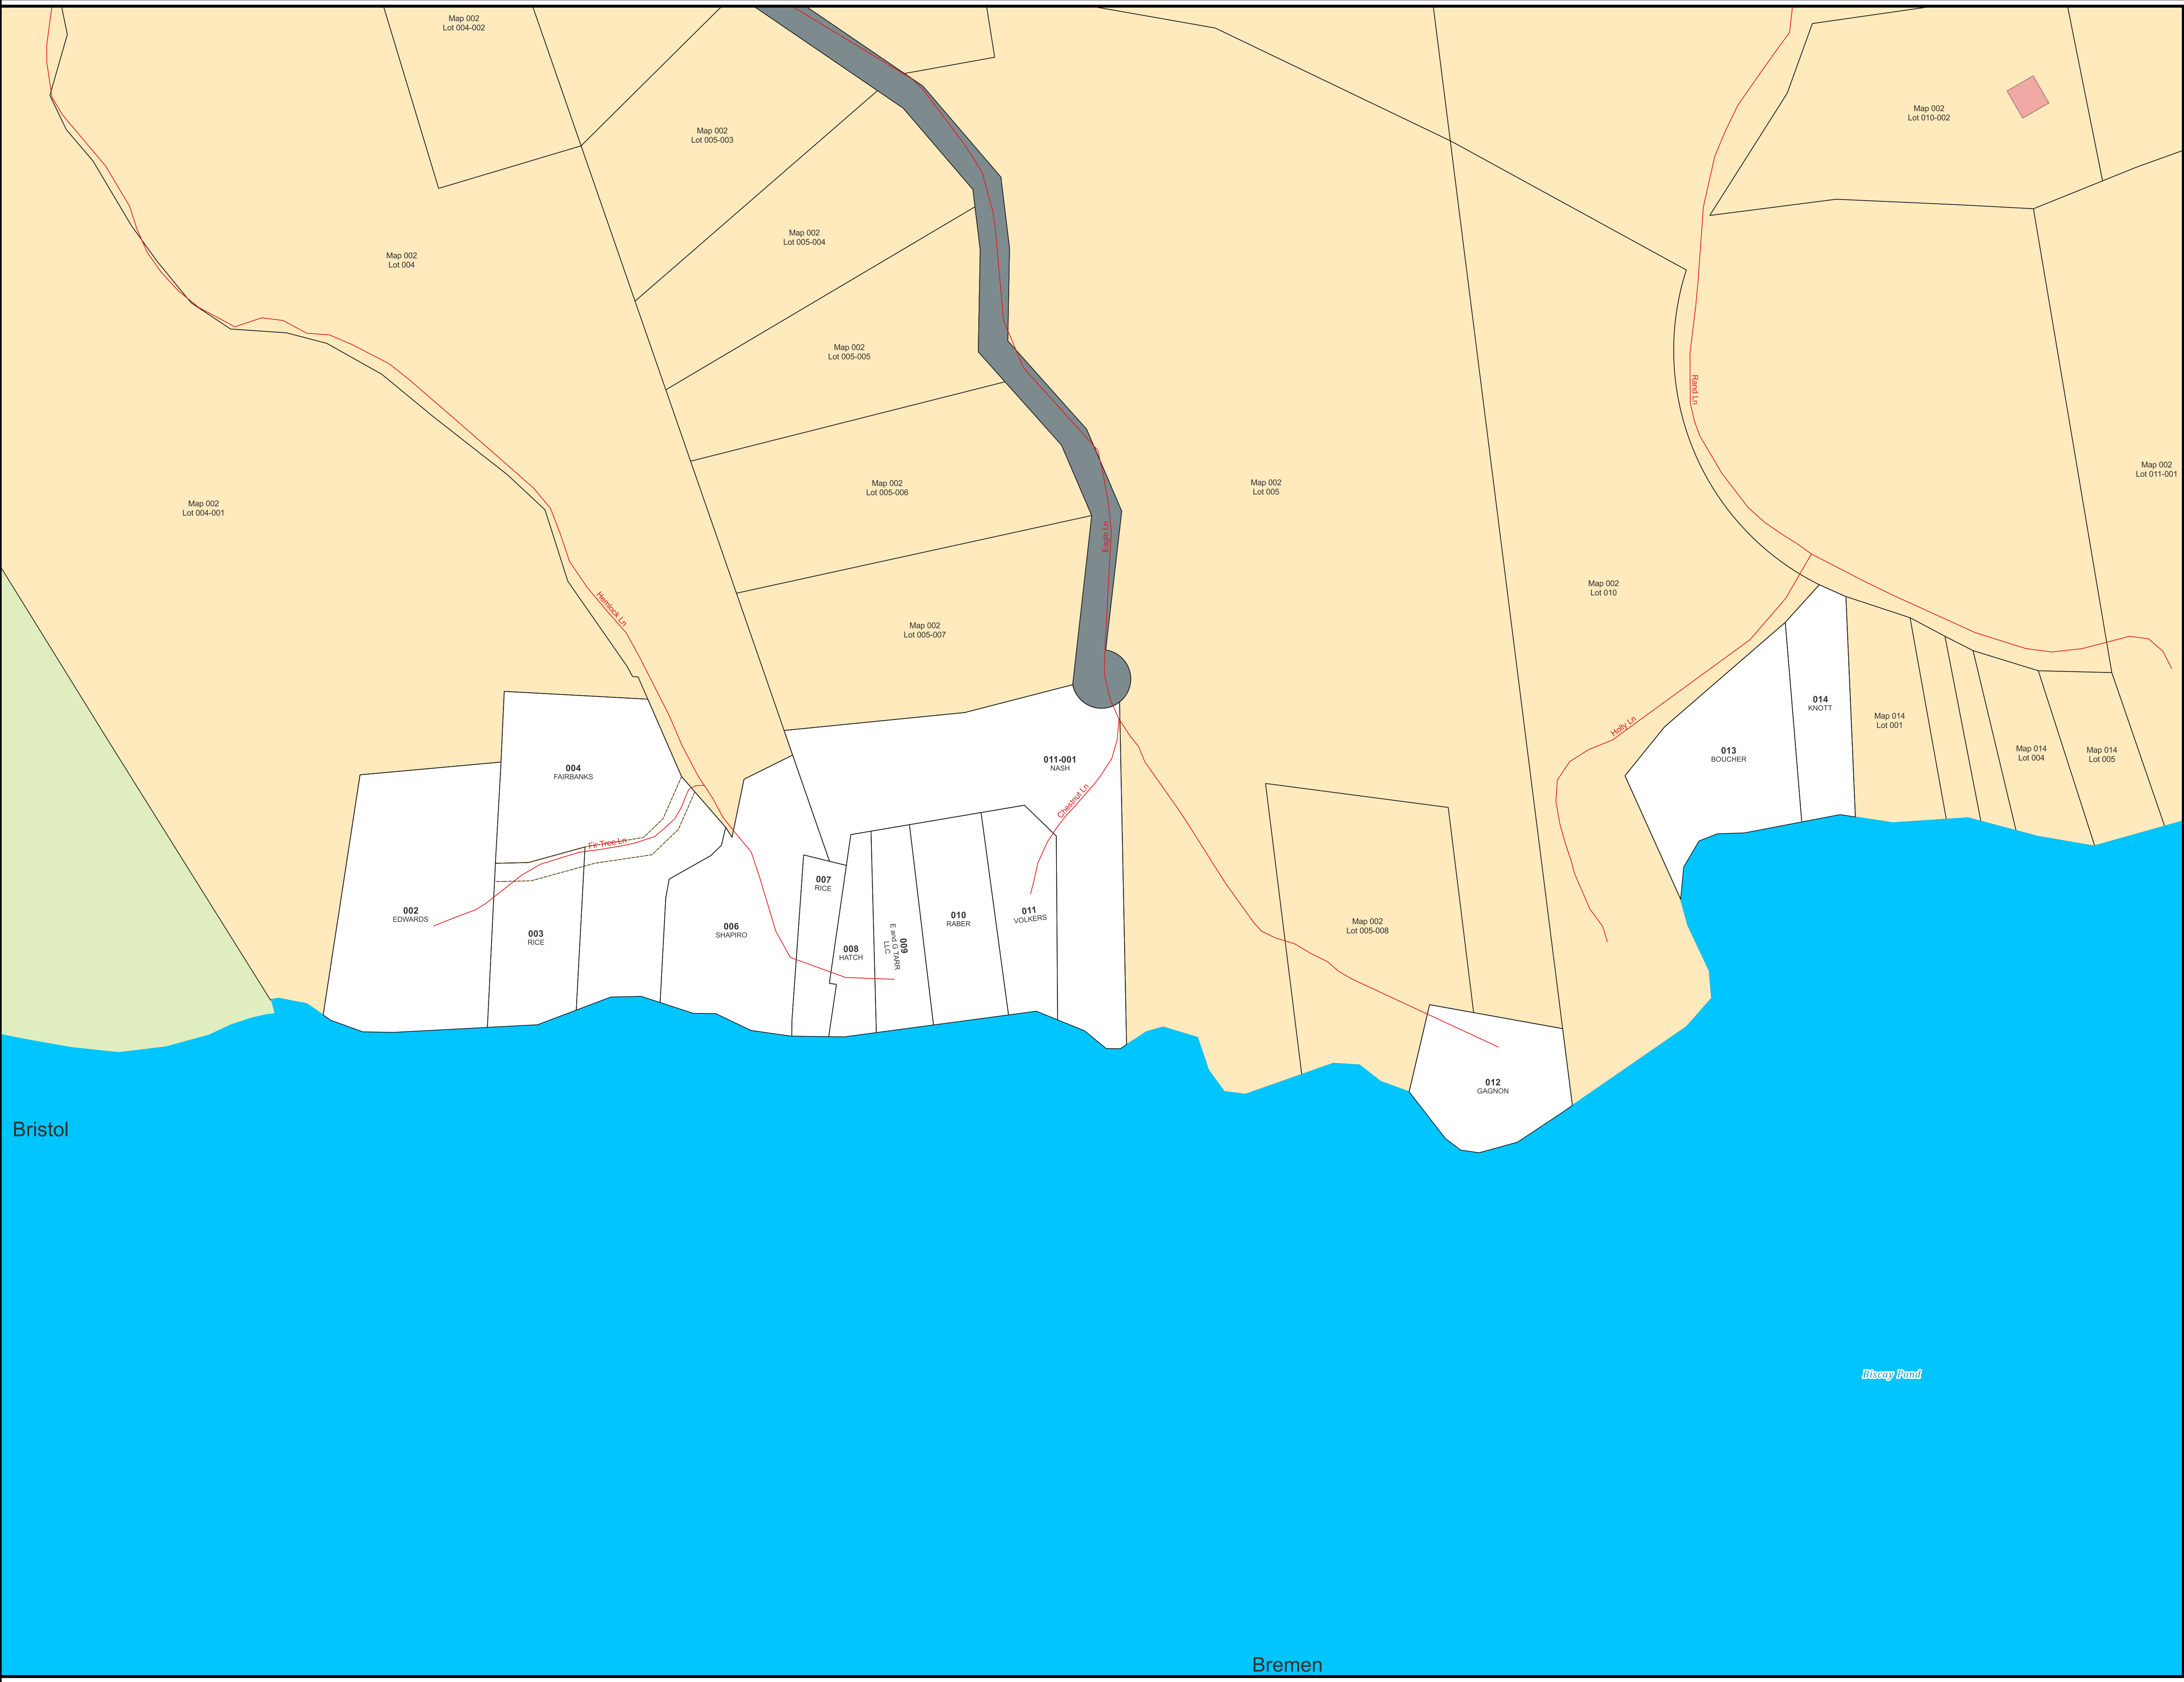 Map 002
Lot 004-002
Map 002
Lot 010-002
Map 002
Lot 005-003
Map 002
Lot 005-004
Map 002
Lot 004
Map 002
Lot 005-005
Rand Ln
Map 002
Lot 011-001
Map 002
Lot 005-006
Map 002
Lot 005
Map 002
Lot 004-001
Eagle Ln
Map 002
Lot 010
Hemlock Ln
Map 002
Lot 005-007
014
KNOTT
Map 014
Lot 001
Holly Ln
013
BOUCHER
Map 014
Lot 004
Map 014
Lot 005
011-001
NASH
004
FAIRBANKS
Chestnut Ln
Fir Tree Ln
007
RICE
002
EDWARDS
003
RICE
006
SHAPIRO
008
HATCH
009
E and G TARR
LLC
010
RABER
011
VOLKERS
Map 002
Lot 005-008
012
GAGNON
Bristol
Biscay Pond
Bremen